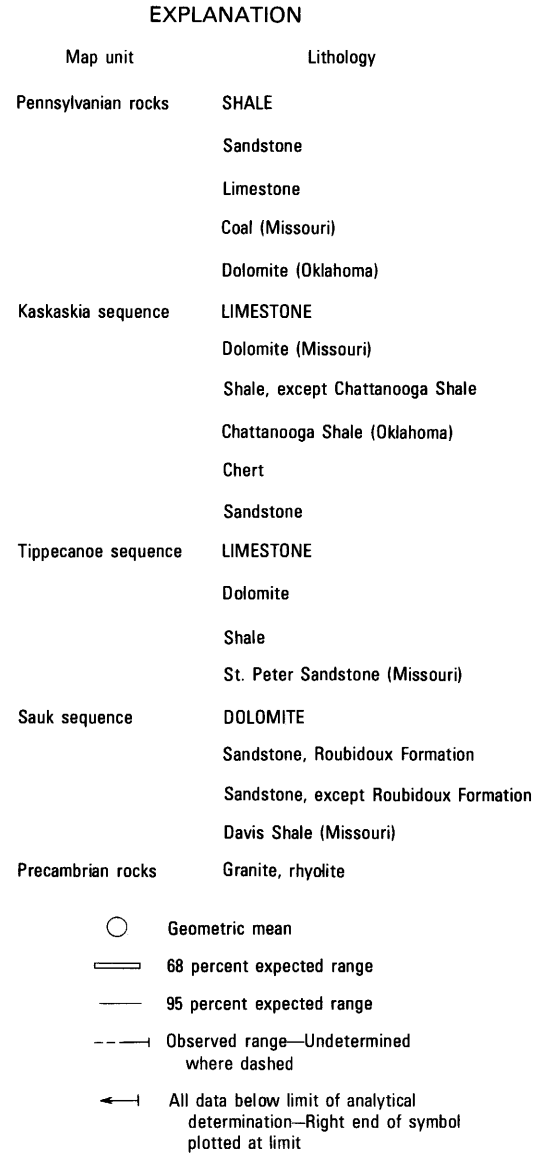 EXPLANATION
Map unit Lithology
Pennsylvanian rocks SHALE
Sandstone
Limestone
Coal (Missouri)
Dolomite (Oklahoma)
Kaskaskia sequence LIMESTONE
Dolomite (Missouri)
Shale, except Chattanooga Shale
Chattanooga Shale (Oklahoma)
Chert
Sandstone
Tippecanoe sequence LIMESTONE
Dolomite
Shale
St. Peter Sandstone (Missouri)
Sauk sequence DOLOMITE
Sandstone, Roubidoux Formation
Sandstone, except Roubidoux Formation
Davis Shale (Missouri)
Precambrian rocks Granite, rhyolite
Geometric mean
68 percent expected range
95 percent expected range
Observed range—Undetermined
where dashed
All data below limit of analytical
determination—Right end of symbol
plotted at limit